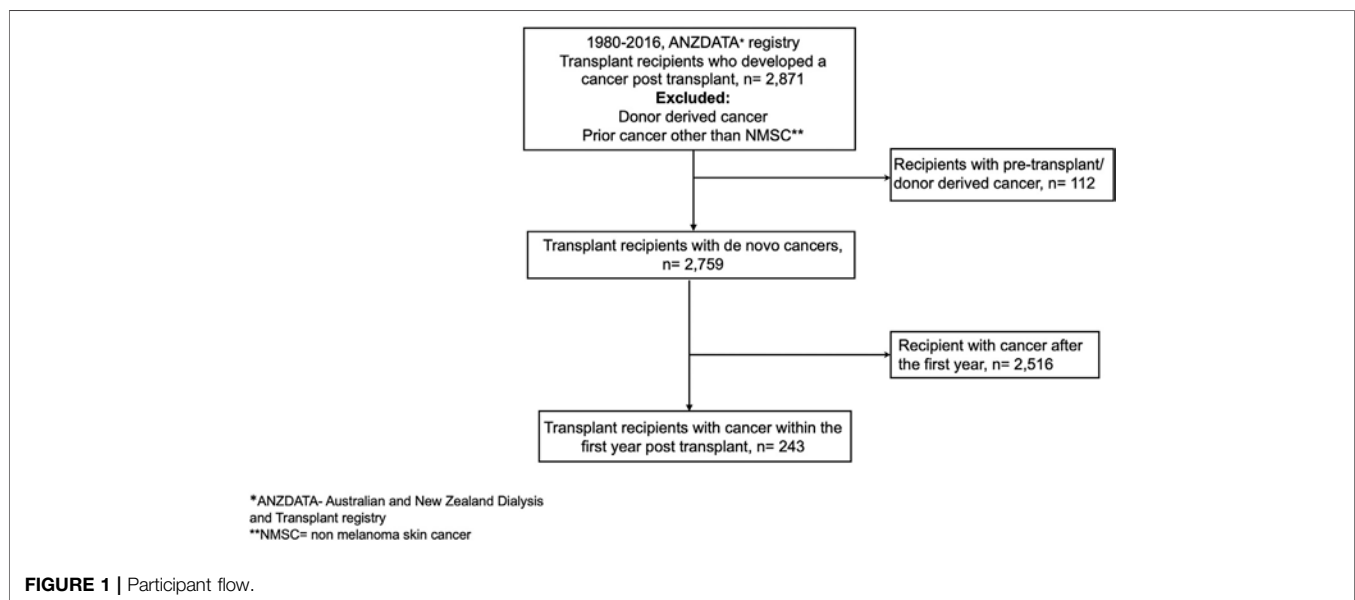 1980-2016, ANZDATA* registry
Transplant recipients who developed a
cancer post transplant, n= 2,871
Excluded:
Donor derived cancer
Prior cancer other than NMSC**
Recipients with pre-transplant/
donor derived cancer, n= 112
Transplant recipients with de novo cancers,
n= 2,759
Recipient with cancer after
the first year, n= 2,516
Transplant recipients with cancer within the
first year post transplant, n= 243
*ANZDATA- Australian and New Zealand Dialysis
and Transplant registry
**NMSC= non melanoma skin cancer
FIGURE 1 | Participant flow.